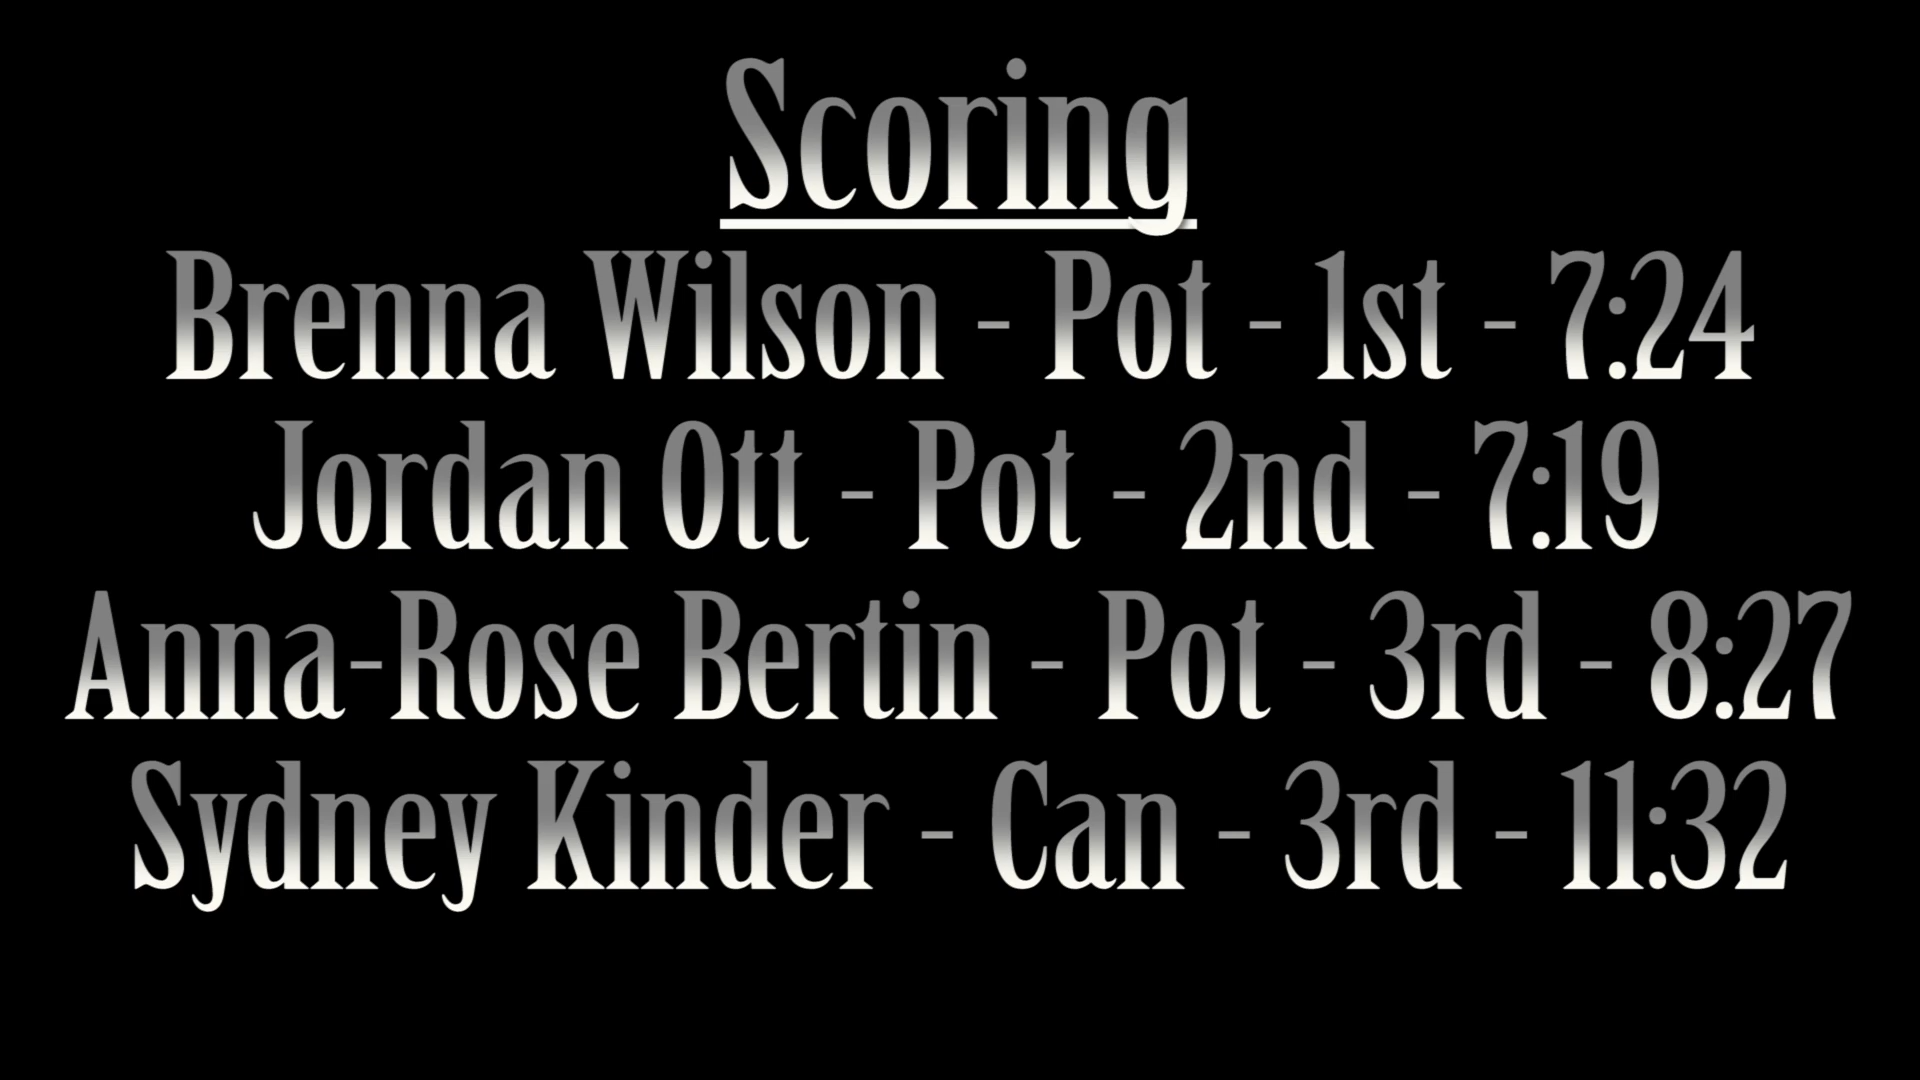 Scoring
Brenna Wilson - Pot - 1st - 7:24
Jordan Ott - Pot - 2nd - 7:19
Anna-Rose Bertin - Pot - 3rd - 8:27
Sydney Kinder - Can - 3rd - 11:32